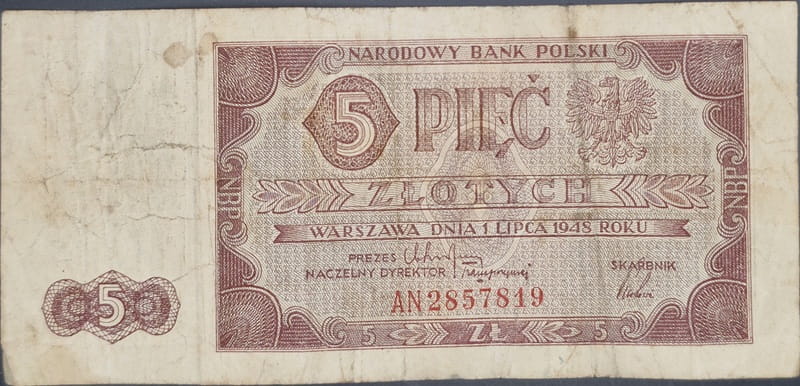 NARODOWY BANK POLSKI
5 PIĘĆ
ZŁOTYCH
WARSZAWA DNIA 1 LIPCA 1948 ROKU
PREZES
NACZELNY DYREKTOR
SKARBNIK
AN2857819
5 ZŁ 5
NBP
NBP
5